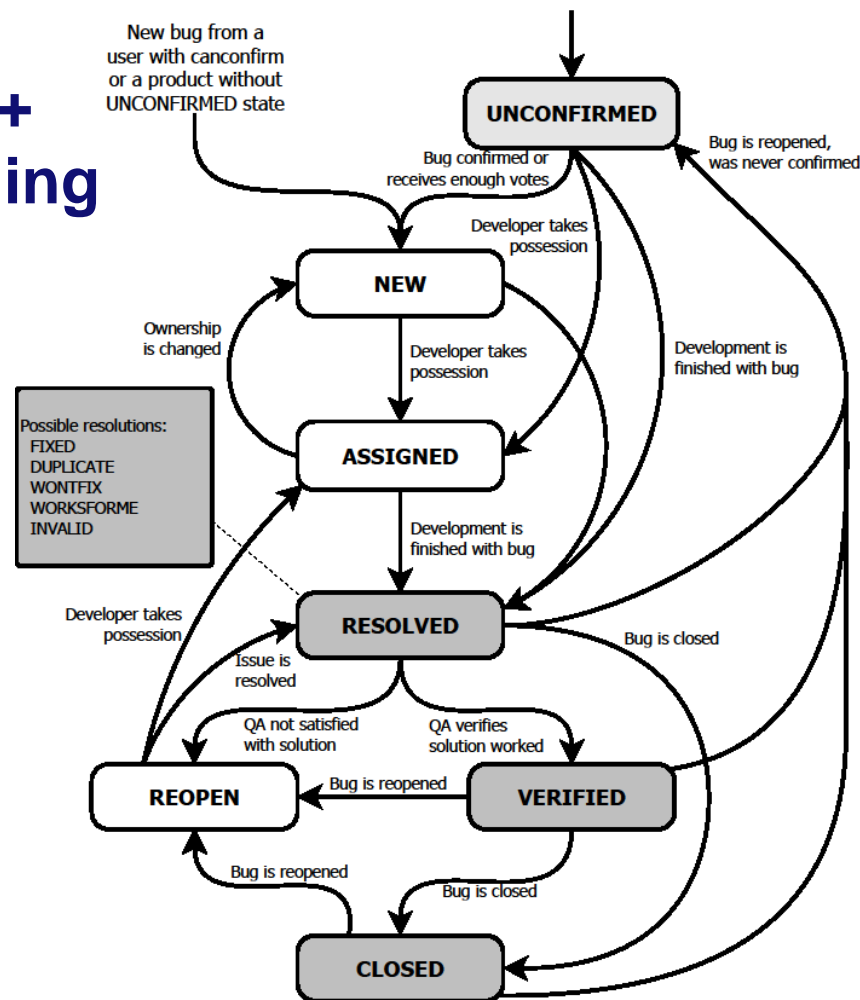 +
ing
New bug from a
user with canconfirm
or a product without
UNCONFIRMED state
UNCONFIRMED
Bug is reopened,
was never confirmed
Bug confirmed or
receives enough votes
Developer takes
possession
NEW
Ownership
is changed
Developer takes
possession
Development is
finished with bug
Possible resolutions:
FIXED
DUPLICATE
WONTFIX
WORKSFORME
INVALID
ASSIGNED
Development is
finished with bug
Developer takes
possession
RESOLVED
Bug is closed
Issue is
resolved
QA not satisfied
with solution
QA verifies
solution worked
REOPEN
Bug is reopened
VERIFIED
Bug is reopened
Bug is closed
CLOSED